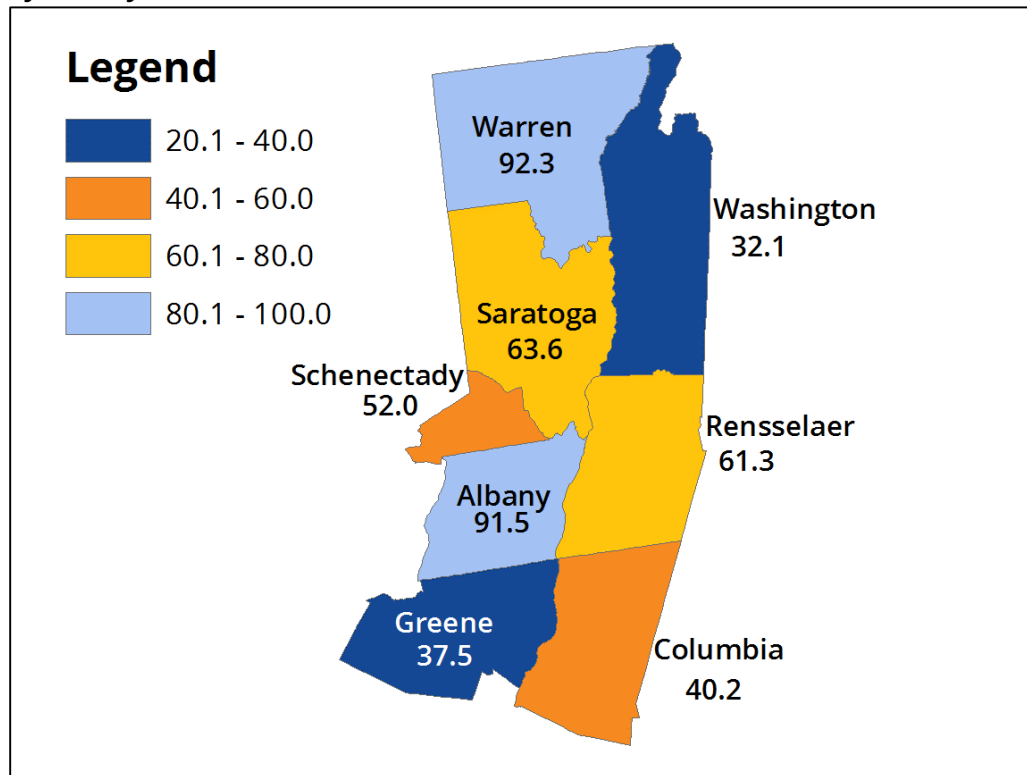 Legend
20.1 - 40.0
40.1 - 60.0
60.1 - 80.0
80.1 - 100.0
Warren
92.3
Washington
32.1
Saratoga
63.6
Schenectady
52.0
Rensselaer
61.3
Albany
91.5
Greene
37.5
Columbia
40.2